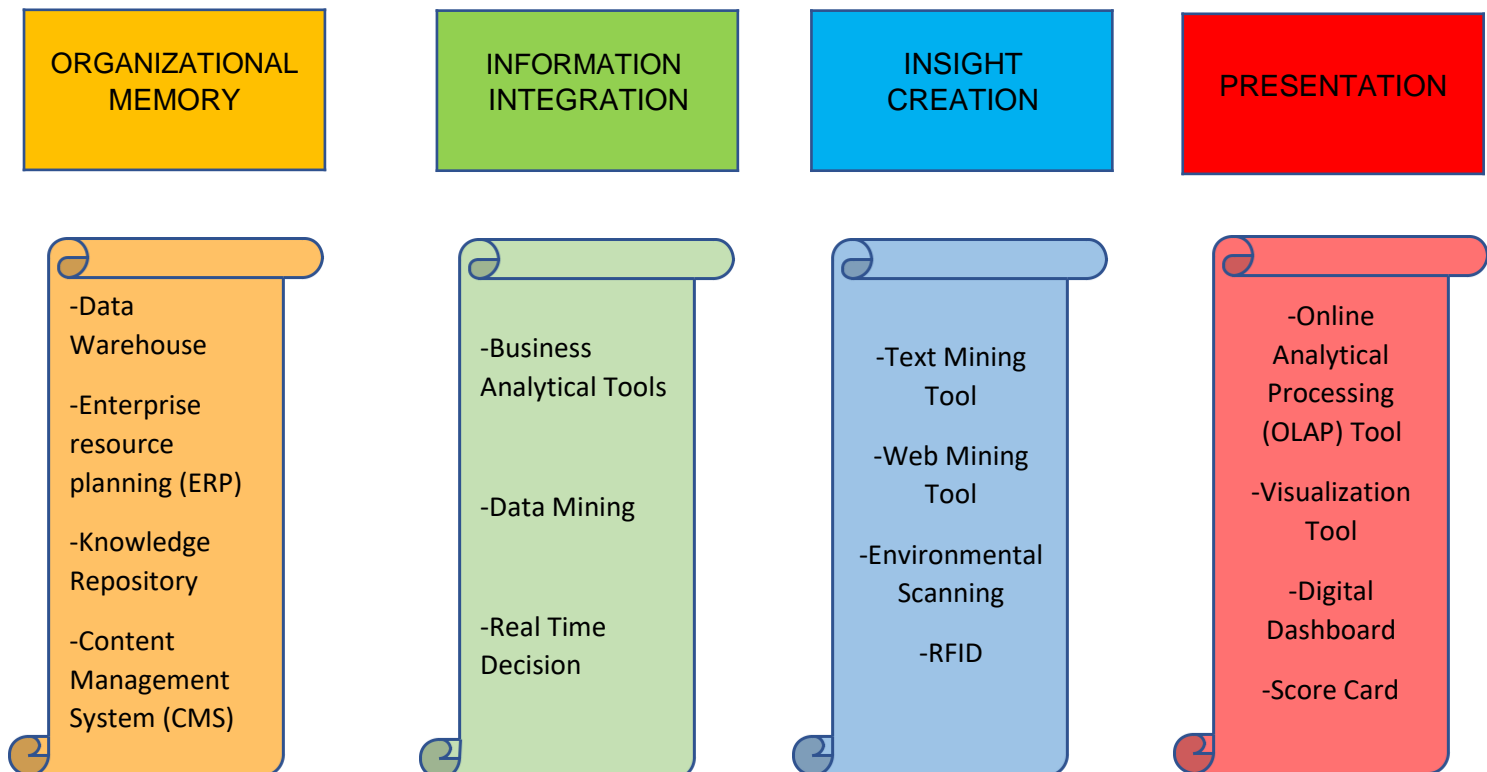 ORGANIZATIONAL
MEMORY
INFORMATION
INTEGRATION
INSIGHT
CREATION
PRESENTATION
-Data
Warehouse
-Enterprise
resource
planning (ERP)
-Knowledge
Repository
-Content
Management
System (CMS)
-Business
Analytical Tools
-Data Mining
-Real Time
Decision
-Text Mining
Tool
-Web Mining
Tool
-Environmental
Scanning
-RFID
-Online
Analytical
Processing
(OLAP) Tool
-Visualization
Tool
-Digital
Dashboard
-Score Card